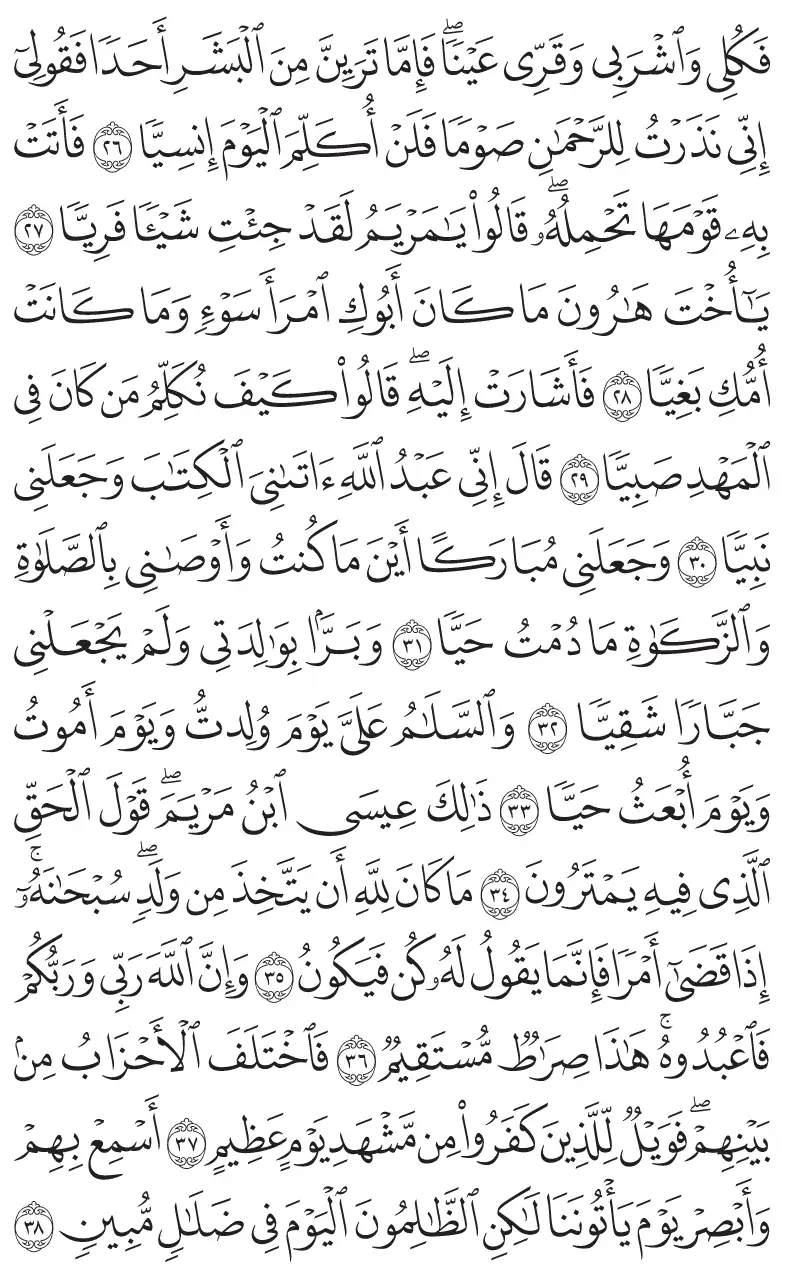 فَكُلِي وَٱشْرَبِي وَقَرِّي عَيْنٗاۖ فَإِمَّا تَرَيِنَّ مِنَ ٱلْبَشَرِ أَحَدٗا فَقُولِيٓ
إِنِّي نَذَرْتُ لِلرَّحْمَٰنِ صَوْمٗا فَلَنْ أُكَلِّمَ ٱلْيَوْمَ إِنسِيّٗا ٢٦ فَأَتَتْ
بِهِۦ قَوْمَهَا تَحْمِلُهُۥۖ قَالُوا۟ يَٰمَرْيَمُ لَقَدْ جِئْتِ شَيْـٔٗا فَرِيّٗا ٢٧
يَٰٓأُخْتَ هَٰرُونَ مَا كَانَ أَبُوكِ ٱمْرَأَ سَوْءٖ وَمَا كَانَتْ
أُمُّكِ بَغِيّٗا ٢٨ فَأَشَارَتْ إِلَيْهِۖ قَالُوا۟ كَيْفَ نُكَلِّمُ مَن كَانَ فِي
ٱلْمَهْدِ صَبِيّٗا ٢٩ قَالَ إِنِّي عَبْدُ ٱللَّهِ ءَاتَىٰنِيَ ٱلْكِتَٰبَ وَجَعَلَنِي
نَبِيّٗا ٣٠ وَجَعَلَنِي مُبَارَكًا أَيْنَ مَا كُنتُ وَأَوْصَٰنِي بِٱلصَّلَوٰةِ
وَٱلزَّكَوٰةِ مَا دُمْتُ حَيّٗا ٣١ وَبَرَّۢا بِوَٰلِدَتِي وَلَمْ يَجْعَلْنِي
جَبَّارٗا شَقِيّٗا ٣٢ وَٱلسَّلَٰمُ عَلَيَّ يَوْمَ وُلِدتُّ وَيَوْمَ أَمُوتُ
وَيَوْمَ أُبْعَثُ حَيّٗا ٣٣ ذَٰلِكَ عِيسَى ٱبْنُ مَرْيَمَۖ قَوْلَ ٱلْحَقِّ
ٱلَّذِي فِيهِ يَمْتَرُونَ ٣٤ مَا كَانَ لِلَّهِ أَن يَتَّخِذَ مِن وَلَدٖۖ سُبْحَٰنَهُۥٓۚ
إِذَا قَضَىٰٓ أَمْرٗا فَإِنَّمَا يَقُولُ لَهُۥ كُن فَيَكُونُ ٣٥ وَإِنَّ ٱللَّهَ رَبِّي وَرَبُّكُمْ
فَٱعْبُدُوهُۚ هَٰذَا صِرَٰطٞ مُّسْتَقِيمٞ ٣٦ فَٱخْتَلَفَ ٱلْأَحْزَابُ مِنۢ
بَيْنِهِمْۖ فَوَيْلٞ لِّلَّذِينَ كَفَرُوا۟ مِن مَّشْهَدِ يَوْمٍ عَظِيمٍ ٣٧ أَسْمِعْ بِهِمْ
وَأَبْصِرْ يَوْمَ يَأْتُونَنَا لَٰكِنِ ٱلظَّٰلِمُونَ ٱلْيَوْمَ فِي ضَلَٰلٖ مُّبِينٖ ٣٨